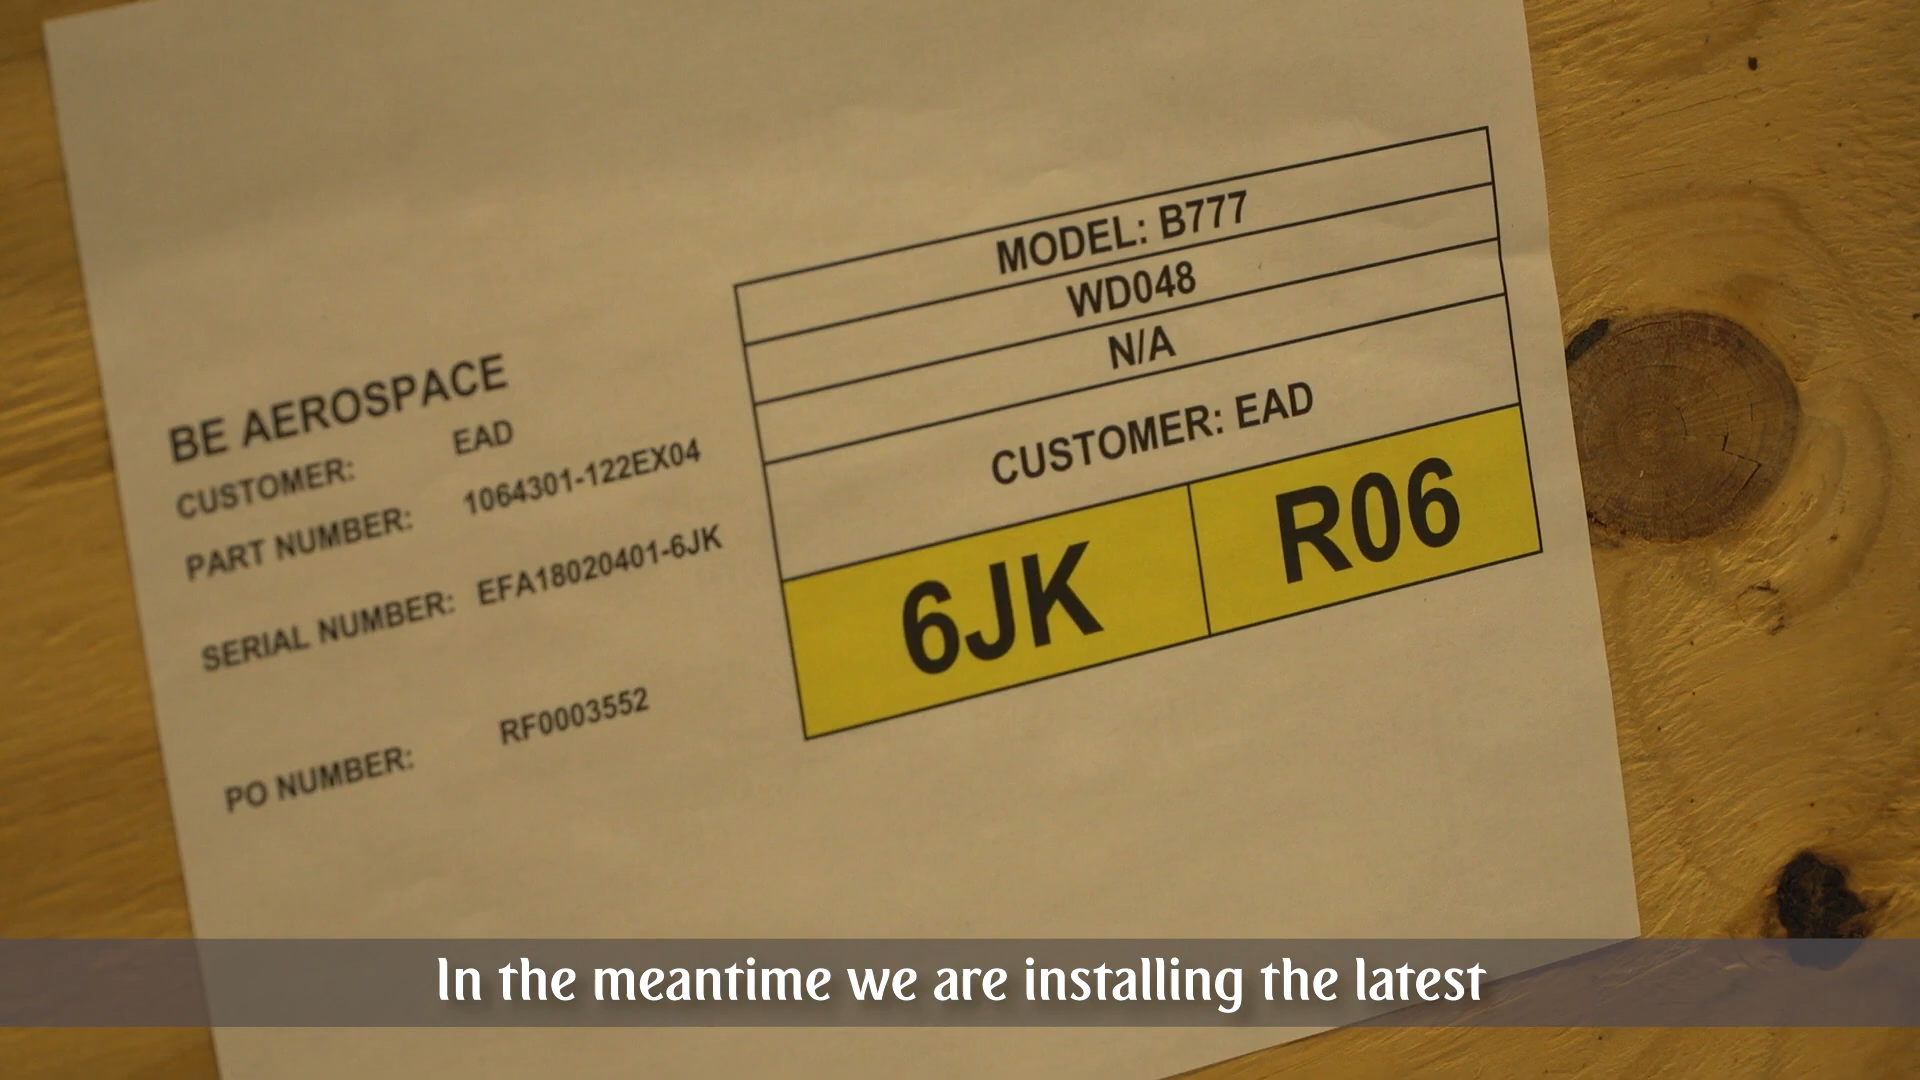 BE AEROSPACE
CUSTOMER: EAD
PART NUMBER: 1064301-122EX04
SERIAL NUMBER: EFA18020401-6JK
PO NUMBER: RF0003552
MODEL: B777
WD048
N/A
CUSTOMER: EAD
6JK R06
In the meantime we are installing the latest